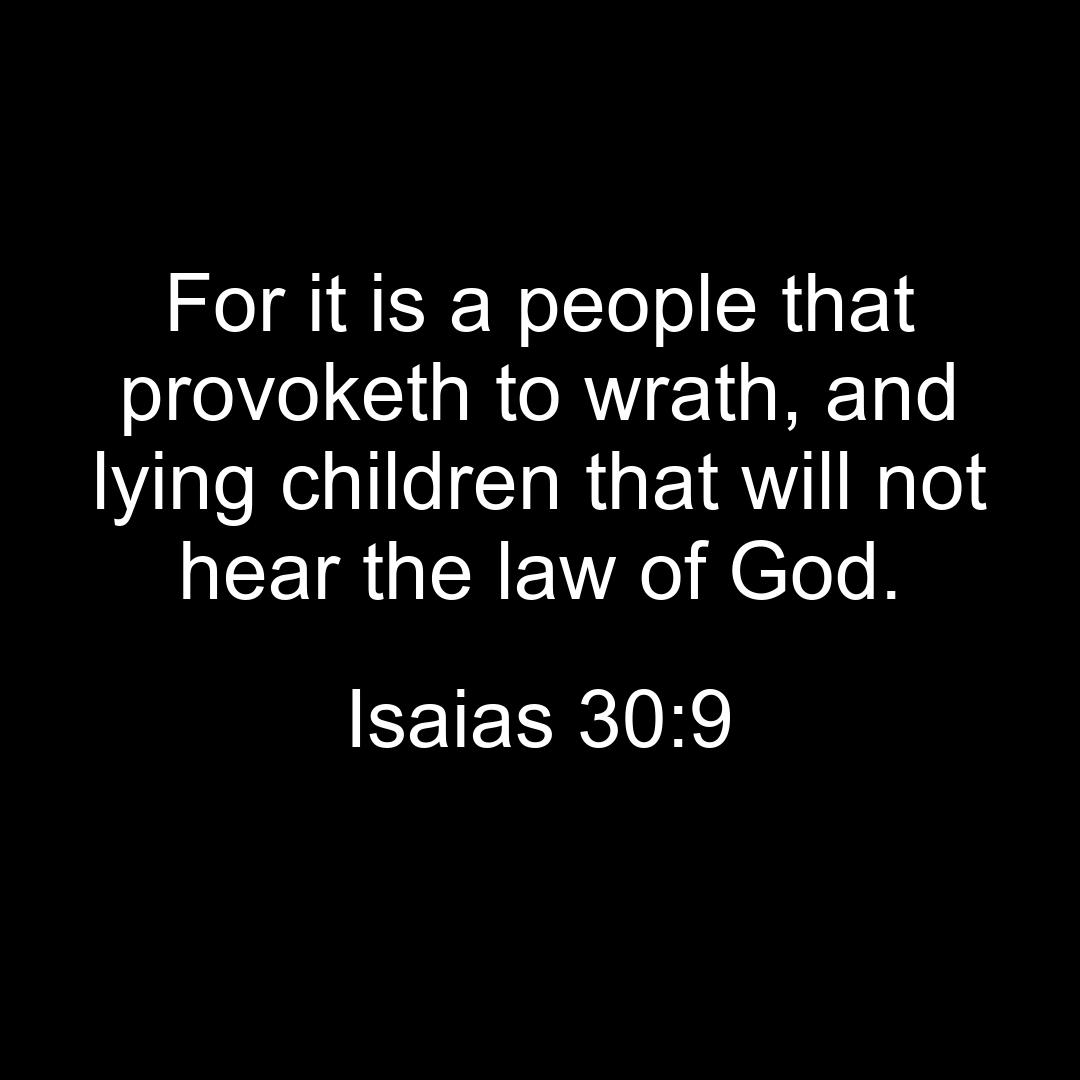 For it is a people that
provoketh to wrath, and
lying children that will not
hear the law of God.
Isaias 30:9